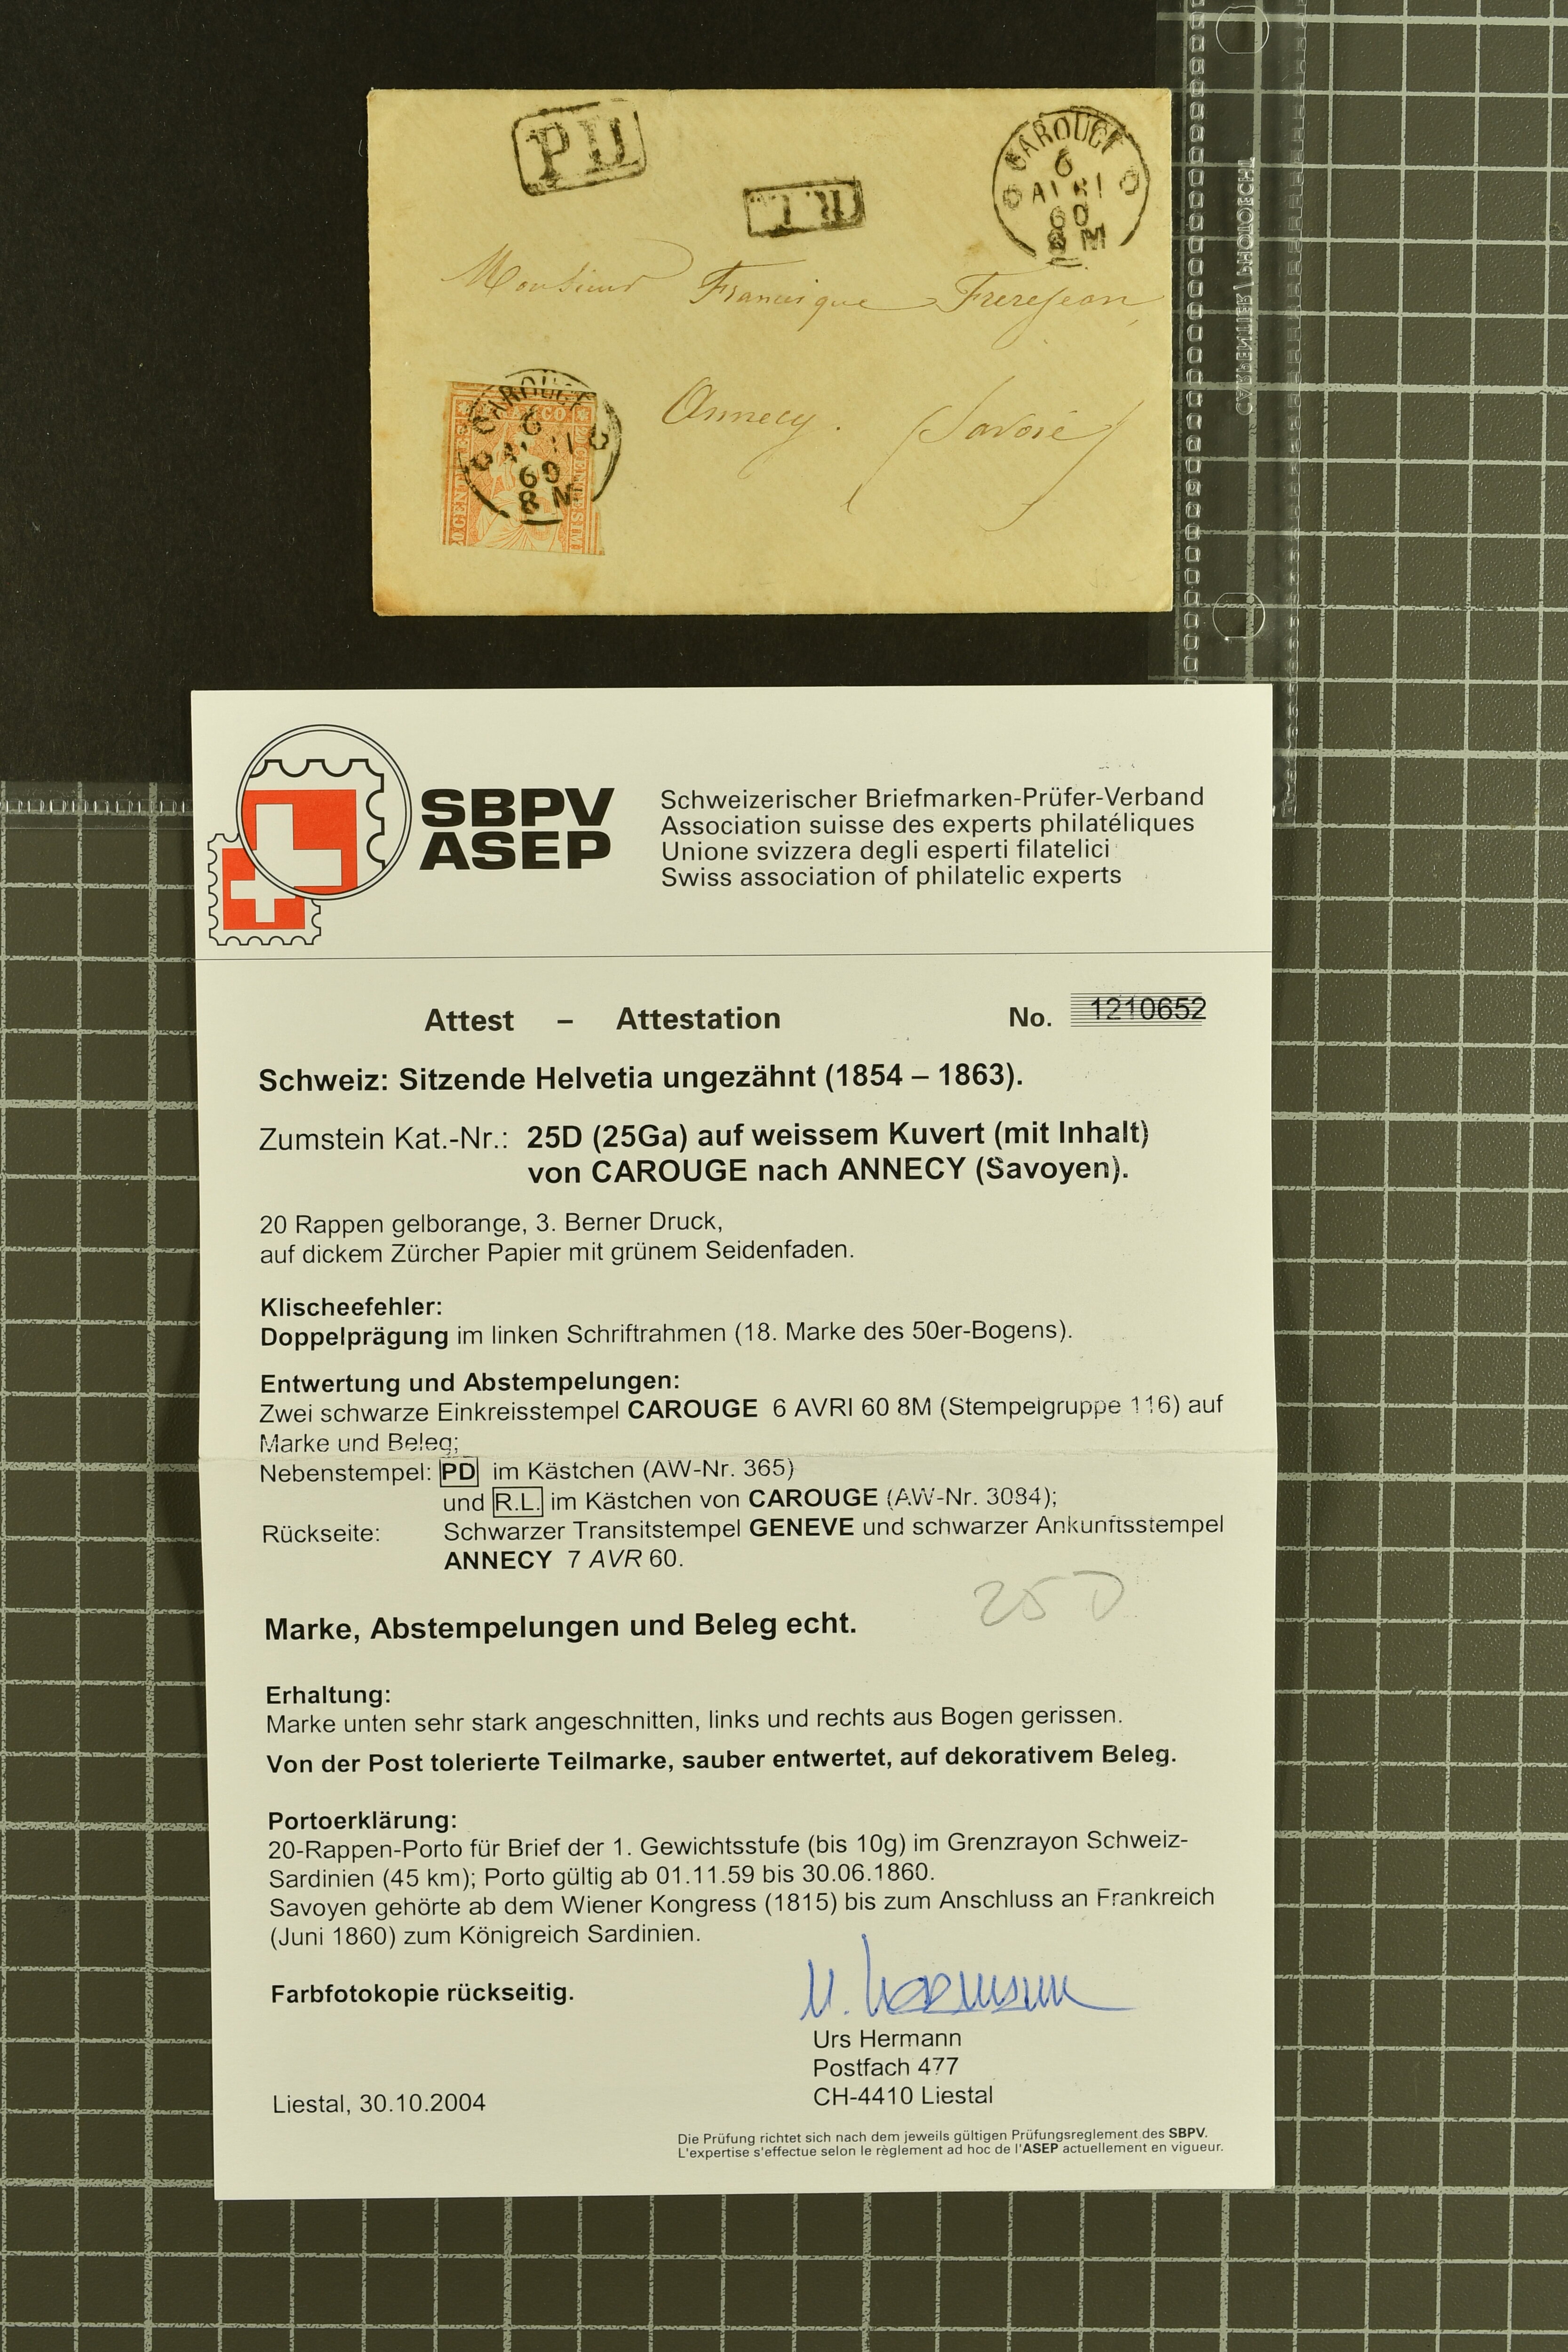 PD
R.L.
CAROUGE
6
60
8 M
Monsieur Francisque Frerejean
Annecy. (Savoie)
CAROUGE
6
60
8 M
FRANCO
CENTESIM
CARPENTIER / PHOTOECHT
SBPV
ASEP
Schweizerischer Briefmarken-Prüfer-Verband
Association suisse des experts philatéliques
Unione svizzera degli esperti filatelici
Swiss association of philatelic experts
Attest – Attestation No. 1210652
Schweiz: Sitzende Helvetia ungezähnt (1854 – 1863).
Zumstein Kat.-Nr.: 25D (25Ga) auf weissem Kuvert (mit Inhalt)
von CAROUGE nach ANNECY (Savoyen).
20 Rappen gelborange, 3. Berner Druck,
auf dickem Zürcher Papier mit grünem Seidenfaden.
Klischeefehler:
Doppelprägung im linken Schriftrahmen (18. Marke des 50er-Bogens).
Entwertung und Abstempelungen:
Zwei schwarze Einkreisstempel CAROUGE 6 AVRI 60 8M (Stempelgruppe 116) auf
Marke und Beleg;
Nebenstempel: PD im Kästchen (AW-Nr. 365)
und R.L. im Kästchen von CAROUGE (AW-Nr. 3084);
Rückseite: Schwarzer Transitstempel GENEVE und schwarzer Ankunftsstempel
ANNECY 7 AVR 60.
25 D
Marke, Abstempelungen und Beleg echt.
Erhaltung:
Marke unten sehr stark angeschnitten, links und rechts aus Bogen gerissen.
Von der Post tolerierte Teilmarke, sauber entwertet, auf dekorativem Beleg.
Portoerklärung:
20-Rappen-Porto für Brief der 1. Gewichtsstufe (bis 10g) im Grenzrayon Schweiz-
Sardinien (45 km); Porto gültig ab 01.11.59 bis 30.06.1860.
Savoyen gehörte ab dem Wiener Kongress (1815) bis zum Anschluss an Frankreich
(Juni 1860) zum Königreich Sardinien.
Farbfotokopie rückseitig.
U. Hermann
Urs Hermann
Postfach 477
CH-4410 Liestal
Liestal, 30.10.2004
Die Prüfung richtet sich nach dem jeweils gültigen Prüfungsreglement des SBPV.
L'expertise s'effectue selon le règlement ad hoc de l'ASEP actuellement en vigueur.